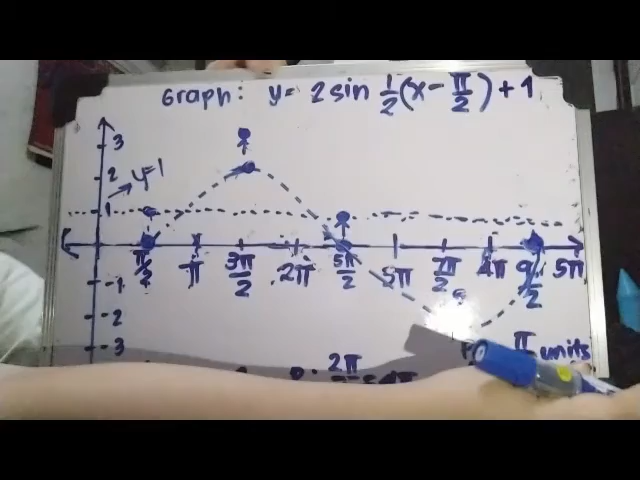 Graph: y = 2 sin 1/2 (x - π/2) + 1
3
2
y=1
1
π/2 π 3π/2 2π 5π/2 5π 7π/2 4π 9π/2 5π
-1
-2
-3
π units
2π